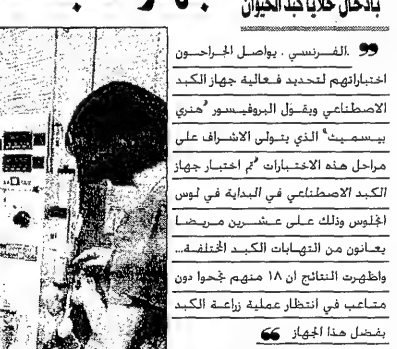 بادخال خلايا كبد الحيوان
الفرنسي . يواصل الجراحون
اختباراتهم لتحديد فعالية جهاز الكبد
الاصطناعي ويقول البروفيسور "هنري
بيسميث" الذي يتولى الاشراف على
مراحل هذه الاختبارات "تم اختبار جهاز
الكبد الاصطناعي في البداية في لوس
انجلوس وذلك على عشرين مريضا
يعانون من التهابات الكبد المختلفة...
واظهرت النتائج ان ١٨ منهم نجحوا دون
متاعب في انتظار عملية زراعة الكبد
بفضل هذا الجهاز